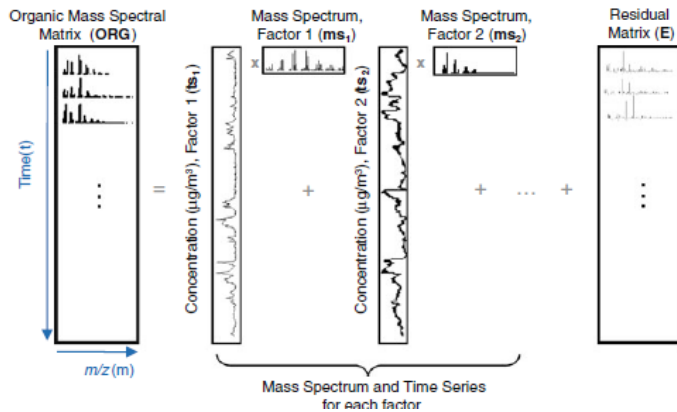 Organic Mass Spectral
Matrix (ORG)
Mass Spectrum,
Factor 1 (ms1)
Mass Spectrum,
Factor 2 (ms2)
Residual
Matrix (E)
Time(t)
m/z (m)
=
Concentration (µg/m³), Factor 1 (ts1)
x
+
Concentration (µg/m³), Factor 2 (ts2)
x
+ ... +
Mass Spectrum and Time Series
for each factor